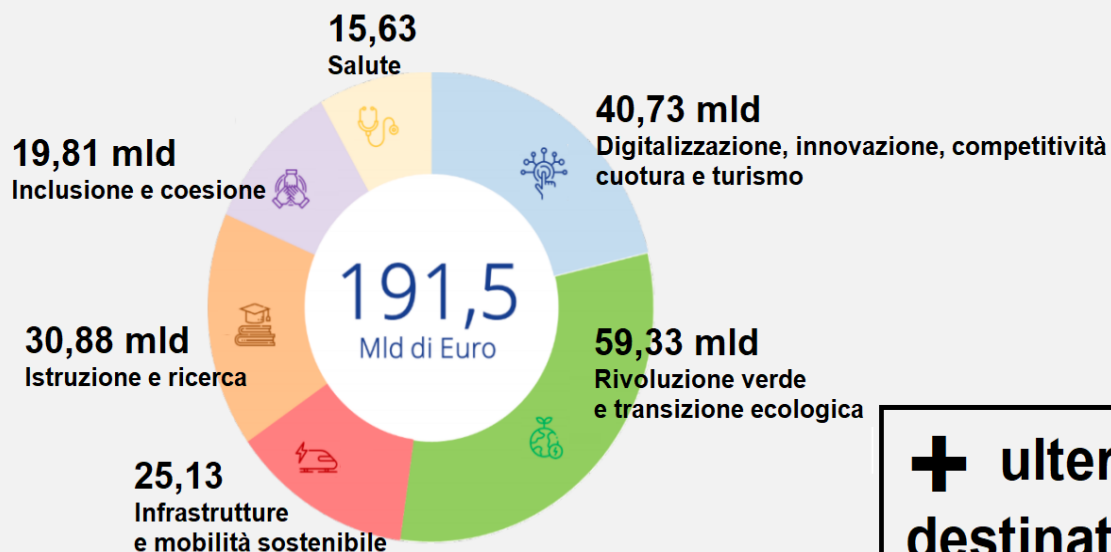 15,63
Salute
40,73 mld
Digitalizzazione, innovazione, competitività
cuotura e turismo
19,81 mld
Inclusione e coesione
191,5
Mld di Euro
30,88 mld
Istruzione e ricerca
59,33 mld
Rivoluzione verde
e transizione ecologica
25,13
Infrastrutture
e mobilità sostenibile
+